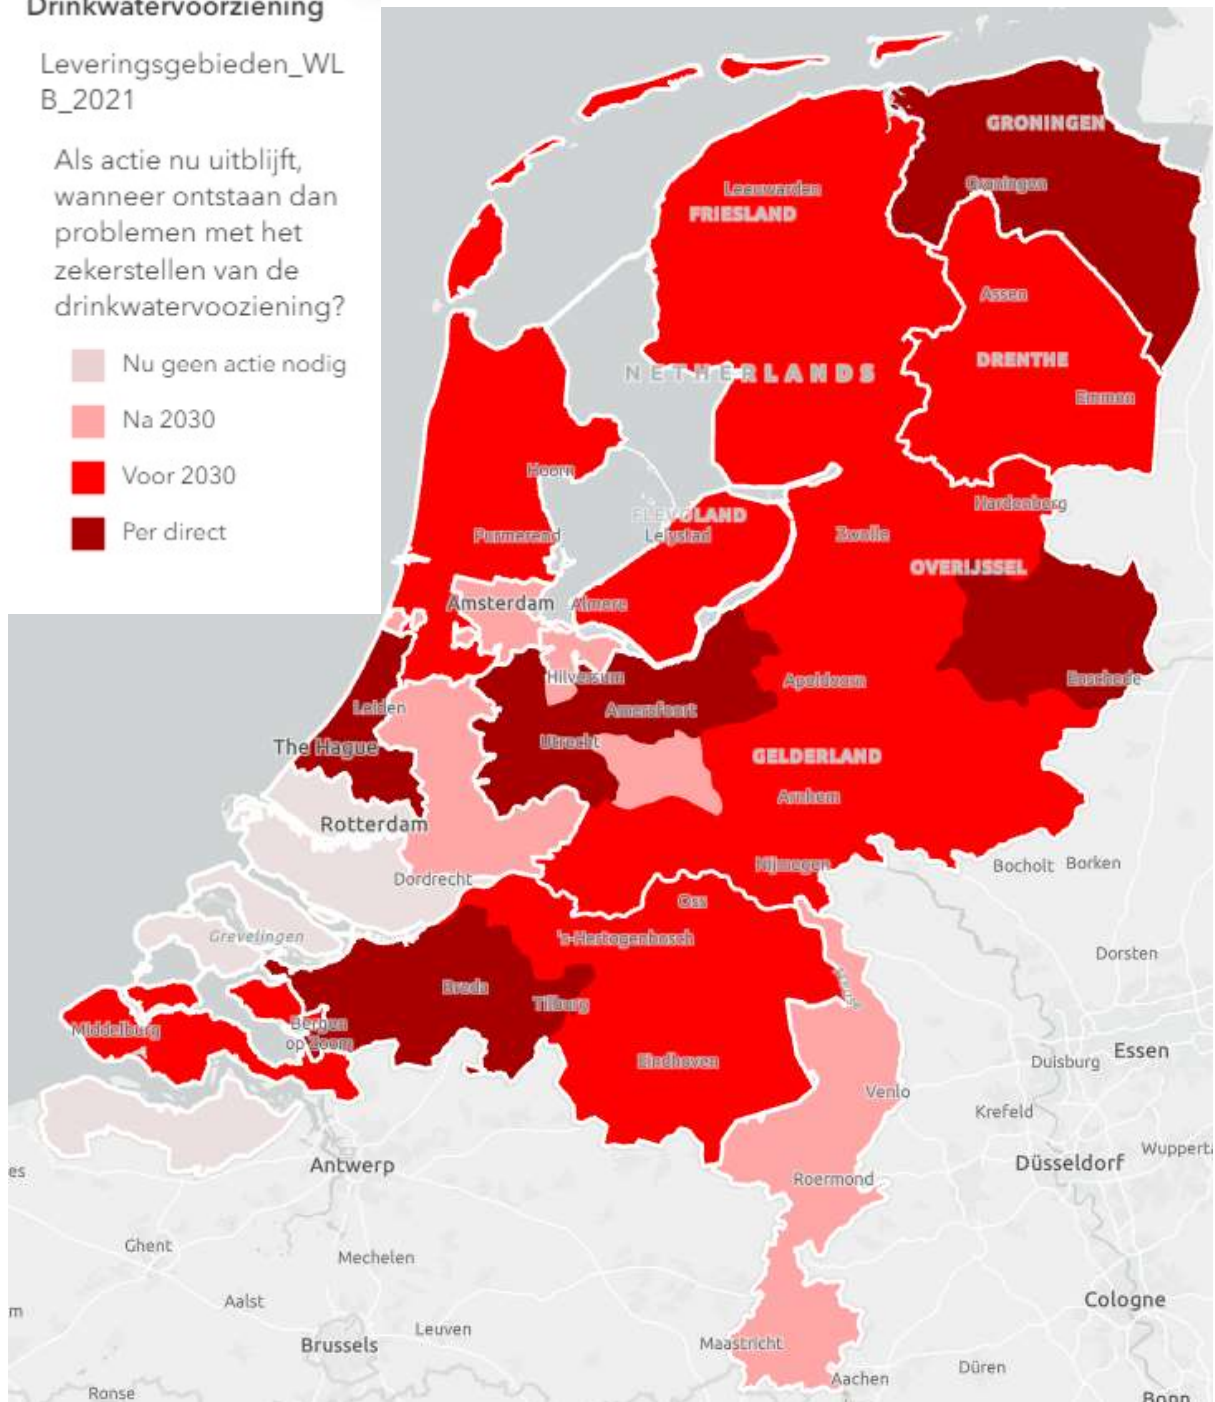 Drinkwatervoorziening
Leveringsgebieden_WL
B_2021
Als actie nu uitblijft,
wanneer ontstaan dan
problemen met het
zekerstellen van de
drinkwatervooziening?
Nu geen actie nodig
Na 2030
Voor 2030
Per direct
GRONINGEN
Groningen
Leeuwarden
FRIESLAND
Assen
DRENTHE
NETHERLANDS
Emmen
Hoorn
Hardenberg
FLEVOLAND
Purmerend
Lelystad
Zwolle
OVERIJSSEL
Amsterdam
Almere
Hilversum
Apeldoorn
Enschede
Leiden
Amersfoort
The Hague
Utrecht
GELDERLAND
Arnhem
Rotterdam
Nijmegen
Bocholt
Borken
Dordrecht
Oss
Grevelingen
's-Hertogenbosch
Dorsten
Breda
Meuse
Tilburg
Middelburg
Bergen
op Zoom
Essen
Eindhoven
Duisburg
Venlo
Krefeld
Wupperta
Antwerp
Düsseldorf
es
Roermond
Ghent
Mechelen
Aalst
Cologne
m
Leuven
Brussels
Maastricht
Düren
Aachen
Ronse
Bonn